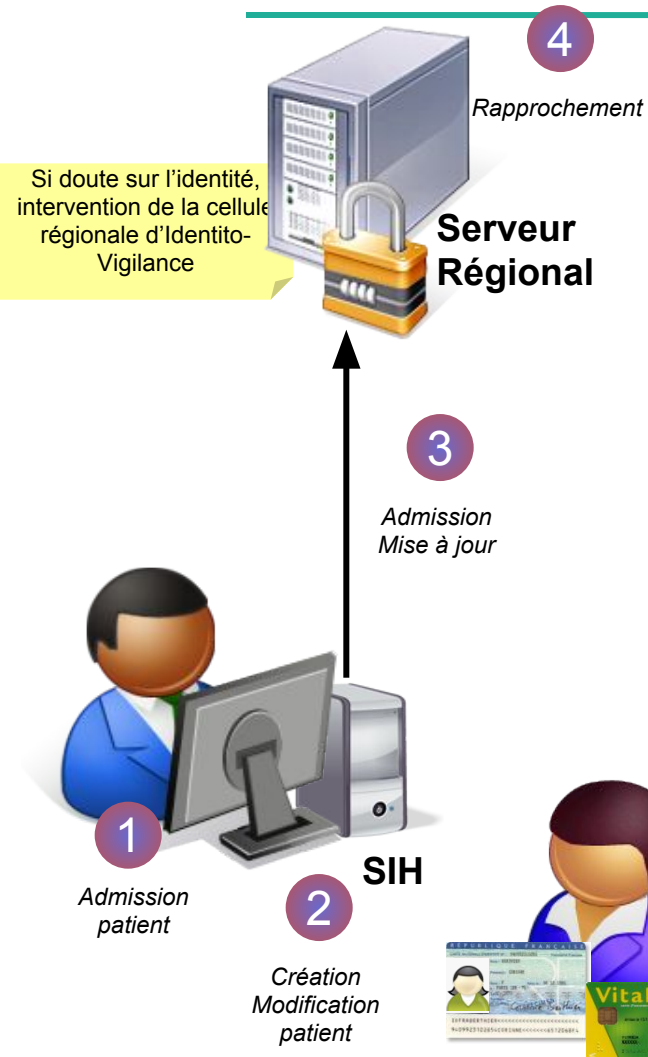 4
Rapprochement
Si doute sur l'identité,
intervention de la cellule
régionale d'Identito-
Vigilance
Serveur
Régional
3
Admission
Mise à jour
1
Admission
patient
SIH
2
Création
Modification
patient
RÉPUBLIQUE FRANÇAISE
Vital